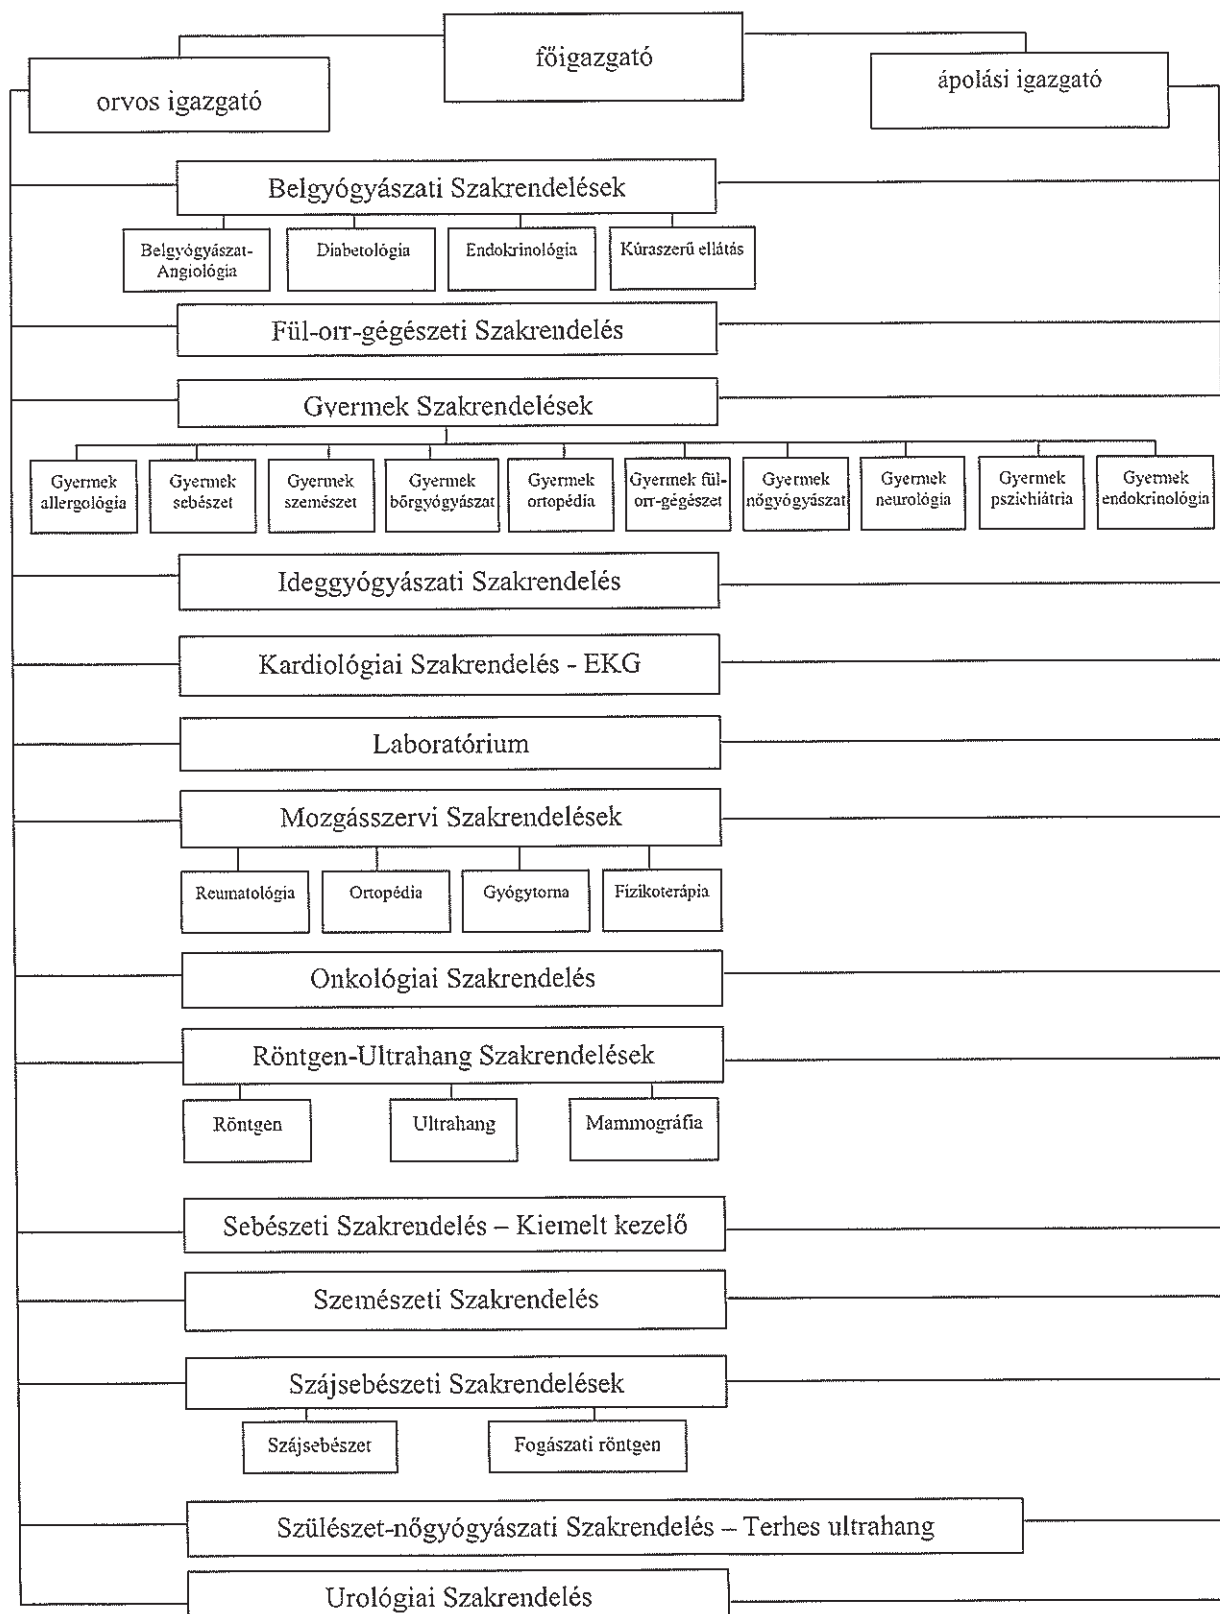 főigazgató
orvos igazgató
ápolási igazgató
Belgyógyászati Szakrendelések
Belgyógyászat-
Angiológia
Diabetológia
Endokrinológia
Kúraszerű ellátás
Fül-orr-gégészeti Szakrendelés
Gyermek Szakrendelések
Gyermek
allergológia
Gyermek
sebészet
Gyermek
szemészet
Gyermek
bőrgyógyászat
Gyermek
ortopédia
Gyermek fül-
orr-gégészet
Gyermek
nőgyógyászat
Gyermek
neurológia
Gyermek
pszichiátria
Gyermek
endokrinológia
Ideggyógyászati Szakrendelés
Kardiológiai Szakrendelés - EKG
Laboratórium
Mozgásszervi Szakrendelések
Reumatológia
Ortopédia
Gyógytorna
Fízikoterápia
Onkológiai Szakrendelés
Röntgen-Ultrahang Szakrendelések
Röntgen
Ultrahang
Mammográfia
Sebészeti Szakrendelés – Kiemelt kezelő
Szemészeti Szakrendelés
Szájsebészeti Szakrendelések
Szájsebészet
Fogászati röntgen
Szülészet-nőgyógyászati Szakrendelés – Terhes ultrahang
Urológiai Szakrendelés